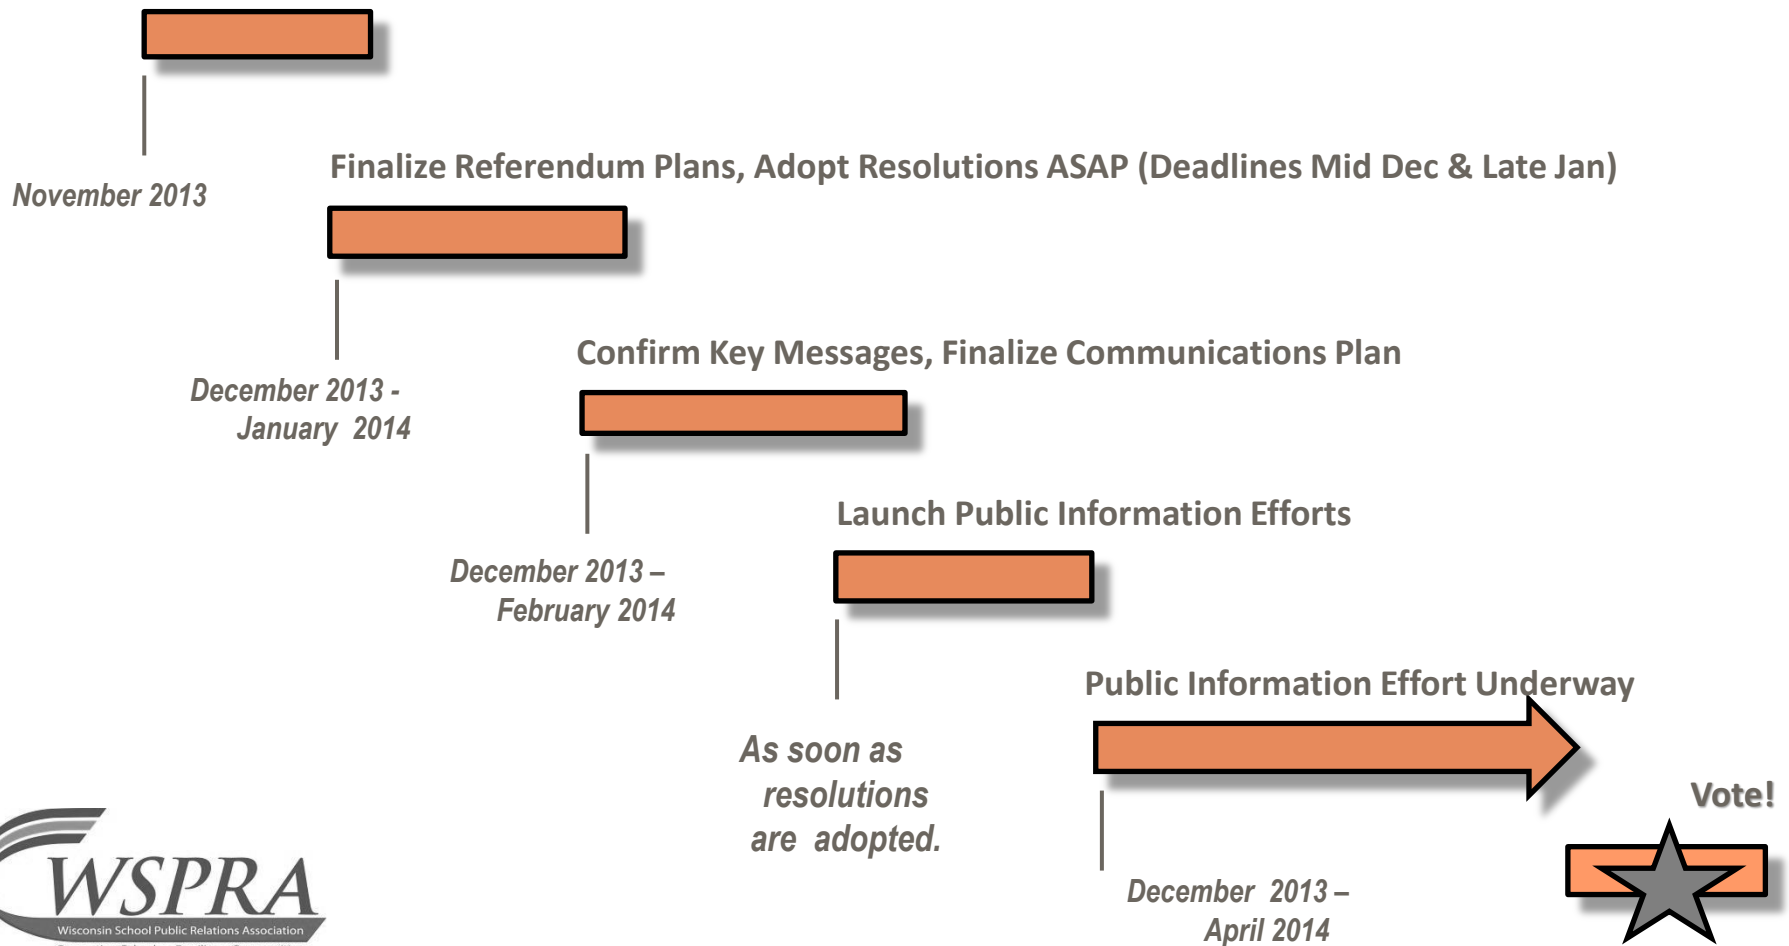 November 2013
Finalize Referendum Plans, Adopt Resolutions ASAP (Deadlines Mid Dec & Late Jan)
December 2013 -
January 2014
Confirm Key Messages, Finalize Communications Plan
December 2013 –
February 2014
Launch Public Information Efforts
As soon as
resolutions
are adopted.
Public Information Effort Underway
December 2013 –
April 2014
Vote!
WSPRA
Wisconsin School Public Relations Association